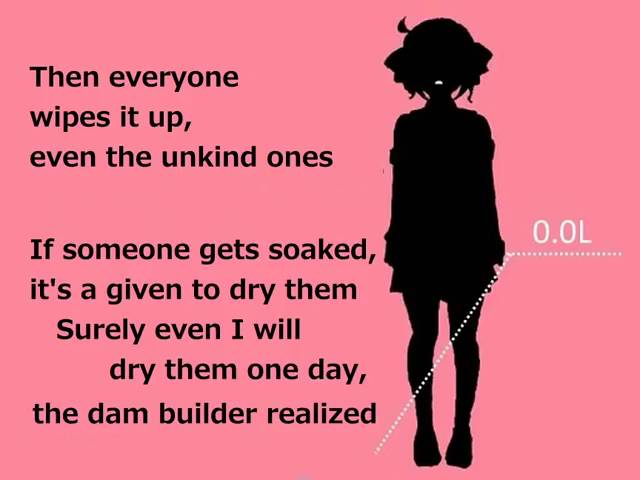 Then everyone
wipes it up,
even the unkind ones
If someone gets soaked,
it's a given to dry them
Surely even I will
dry them one day,
the dam builder realized
0.0L